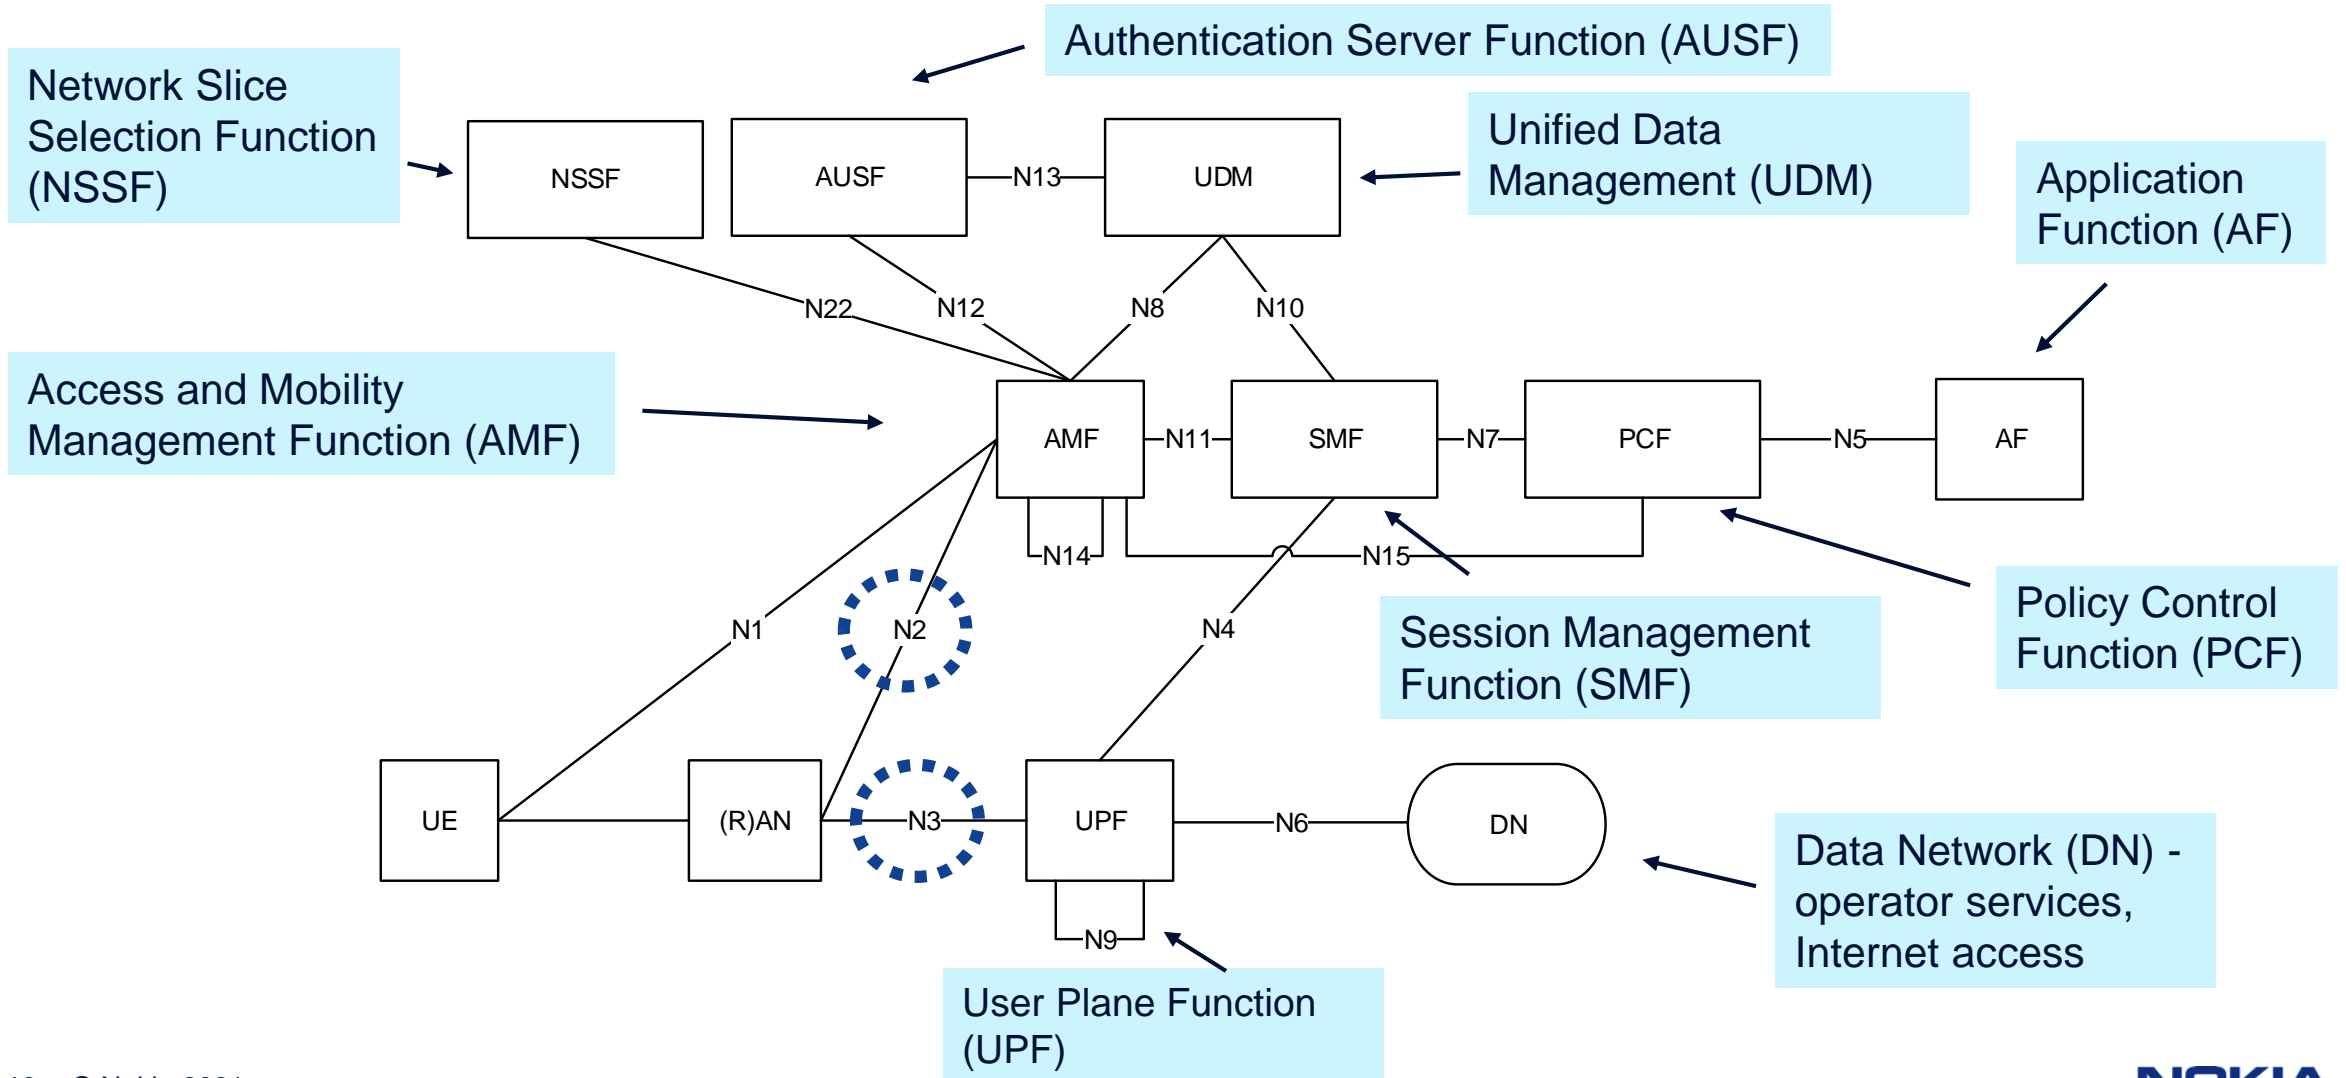 Authentication Server Function (AUSF)
Network Slice
Selection Function
(NSSF)
Unified Data
Management (UDM)
Application
Function (AF)
NSSF
AUSF
N13
UDM
N22
N12
N8
N10
Access and Mobility
Management Function (AMF)
AMF
N11
SMF
N7
PCF
N5
AF
N14
N15
N1
N2
N4
Session Management
Function (SMF)
Policy Control
Function (PCF)
UE
(R)AN
N3
UPF
N6
DN
Data Network (DN) -
operator services,
Internet access
N9
User Plane Function
(UPF)
NOKIA